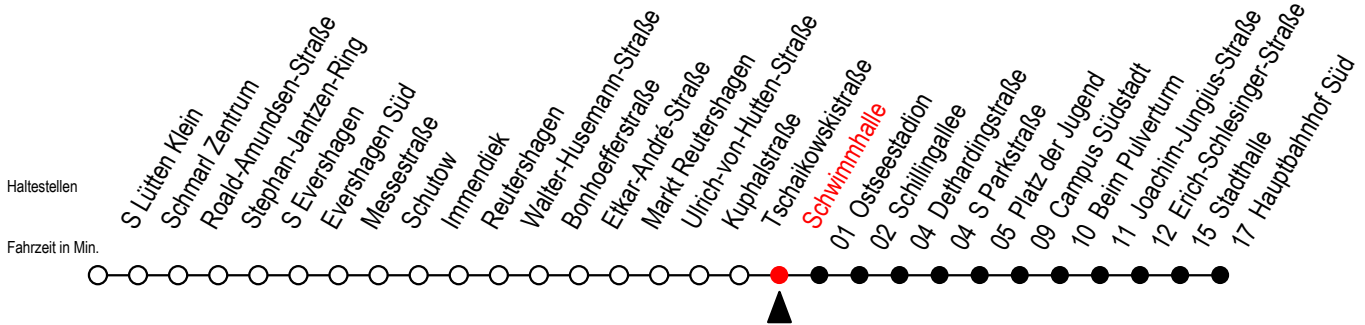 S Lütten Klein
Schmarl Zentrum
Roald-Amundsen-Straße
Stephan-Jantzen-Ring
S Evershagen
Evershagen Süd
Messestraße
Schutow
Immendiek
Reutershagen
Walter-Husemann-Straße
Bonhoefferstraße
Etkar-André-Straße
Markt Reutershagen
Ulrich-von-Hutten-Straße
Kuphalstraße
Tschaikowskistraße
Schwimmhalle
01 Ostseestadion
02 Schillingallee
04 Dethardingstraße
04 S Parkstraße
05 Platz der Jugend
09 Campus Südstadt
10 Beim Pulverturm
11 Joachim-Jungius-Straße
12 Erich-Schlesinger-Straße
15 Stadthalle
17 Hauptbahnhof Süd
Haltestellen
Fahrzeit in Min.